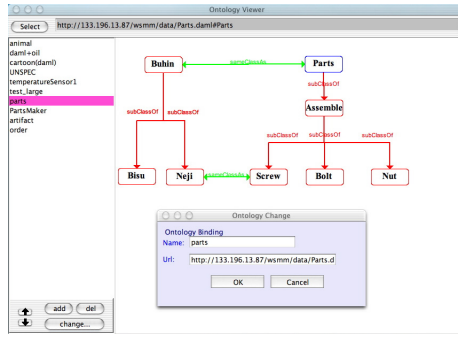 Ontology Viewer
Select http://133.196.13.87/wsmm/data/Parts.daml#Parts
animal
daml+oil
cartoon(daml)
UNSPEC
temperatureSensor1
test_large
parts
PartsMaker
artifact
order
add del
change...
Buhin sameClassAs Parts
subClassOf
Assemble
subClassOf subClassOf
subClassOf subClassOf subClassOf
Bisu Neji sameClassAs Screw Bolt Nut
Ontology Change
Ontology Binding
Name: parts
Url: http://133.196.13.87/wsmm/data/Parts.d
OK Cancel